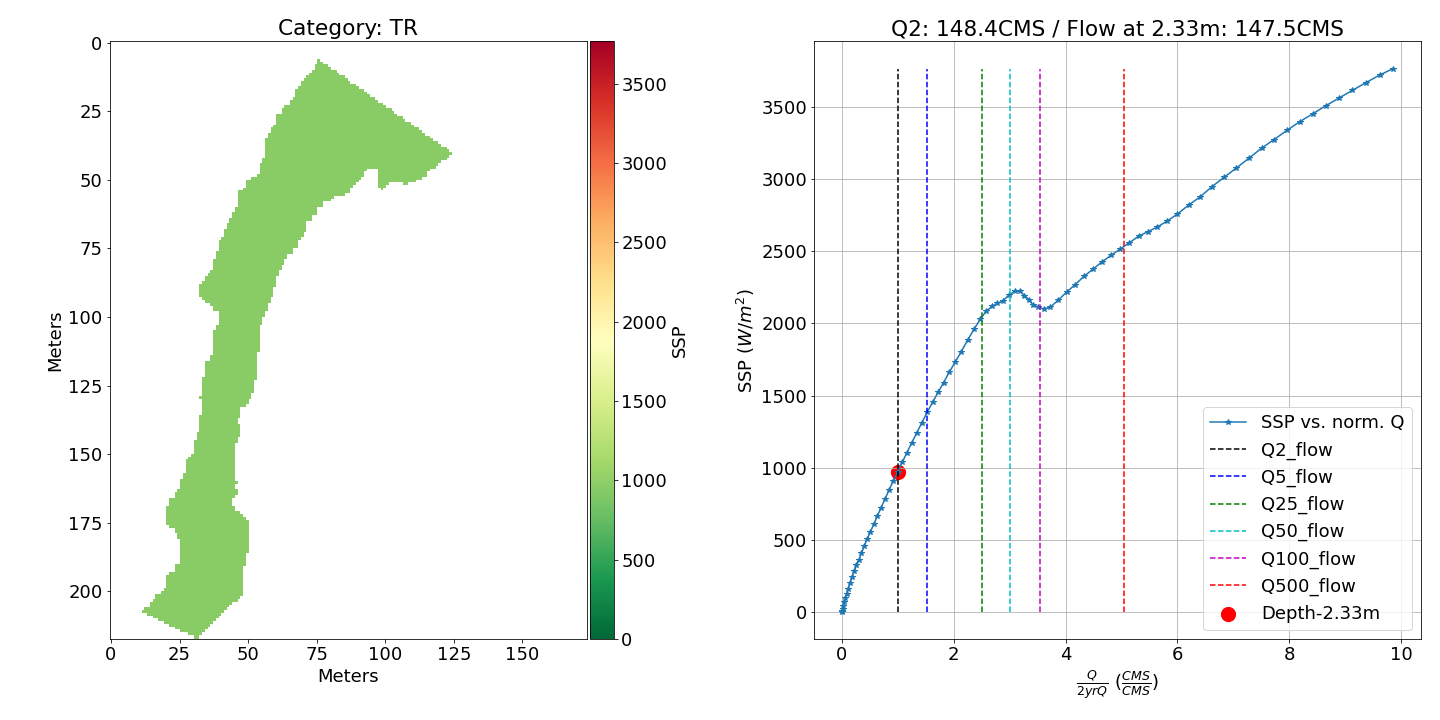 Category: TR
0
25
50
75
100
125
150
175
200
Meters
0
25
50
75
100
125
150
Meters
3500
3000
2500
2000
1500
1000
500
0
SSP
Q2: 148.4CMS / Flow at 2.33m: 147.5CMS
3500
3000
2500
2000
1500
1000
500
0
SSP (W/m²)
0
2
4
6
8
10
Q/2yrQ (CMS/CMS)
SSP vs. norm. Q
Q2_flow
Q5_flow
Q25_flow
Q50_flow
Q100_flow
Q500_flow
Depth-2.33m